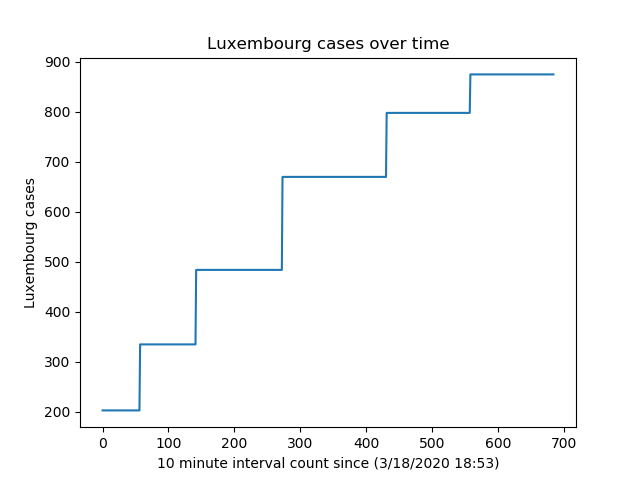 Luxembourg cases over time
900
800
700
600
500
400
300
200
Luxembourg cases
0 100 200 300 400 500 600 700
10 minute interval count since (3/18/2020 18:53)